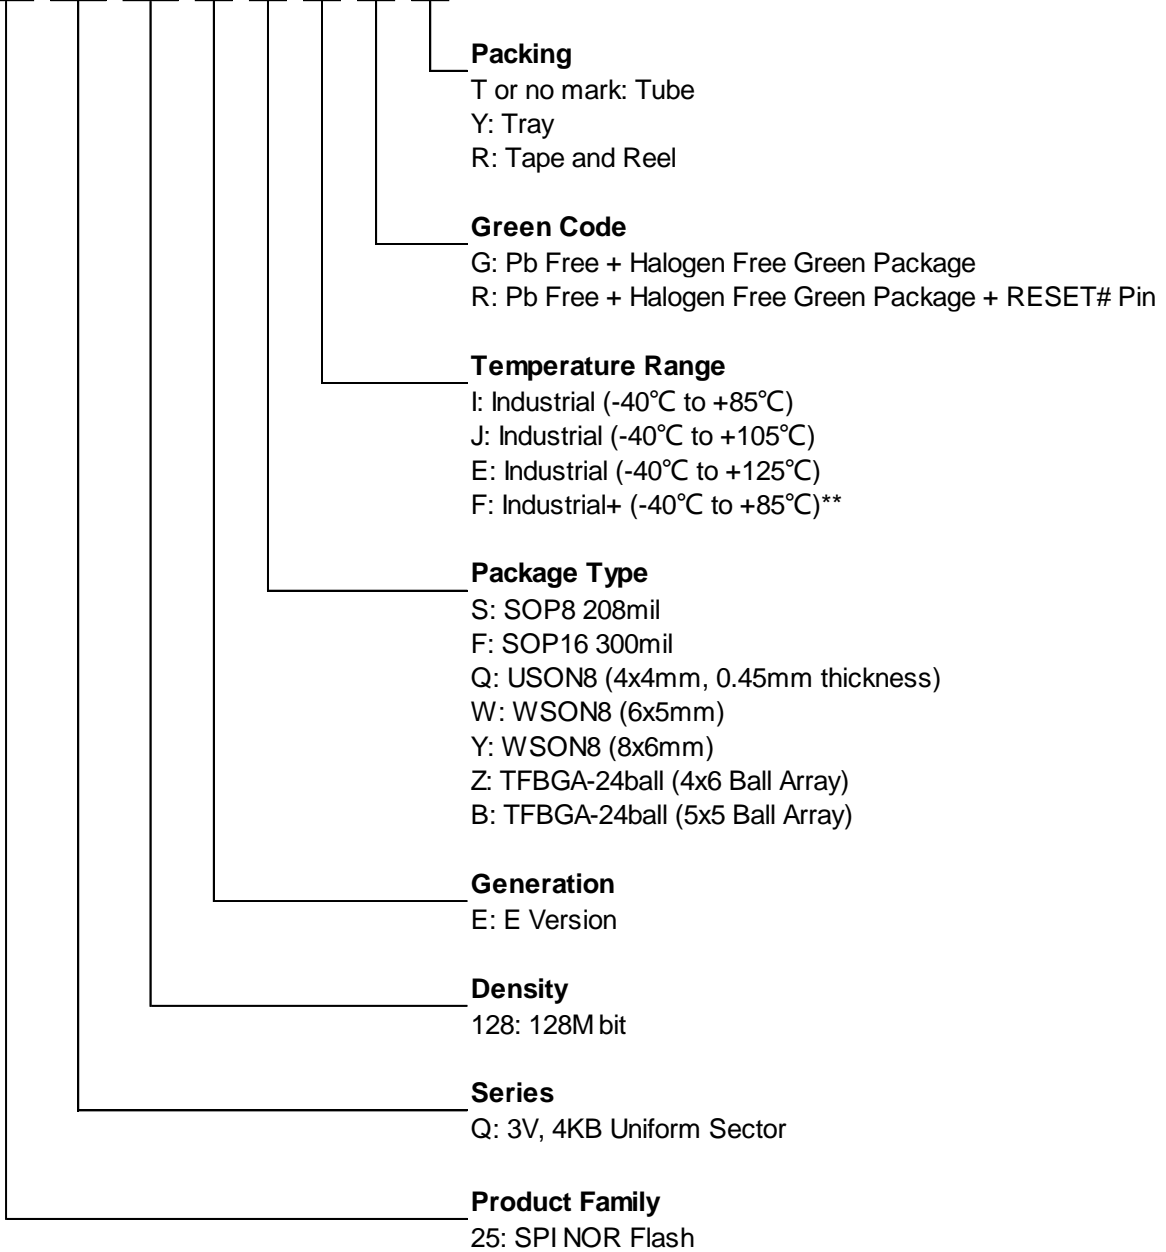 Packing
T or no mark: Tube
Y: Tray
R: Tape and Reel
Green Code
G: Pb Free + Halogen Free Green Package
R: Pb Free + Halogen Free Green Package + RESET# Pin
Temperature Range
I: Industrial (-40℃ to +85℃)
J: Industrial (-40℃ to +105℃)
E: Industrial (-40℃ to +125℃)
F: Industrial+ (-40℃ to +85℃)**
Package Type
S: SOP8 208mil
F: SOP16 300mil
Q: USON8 (4x4mm, 0.45mm thickness)
W: WSON8 (6x5mm)
Y: WSON8 (8x6mm)
Z: TFBGA-24ball (4x6 Ball Array)
B: TFBGA-24ball (5x5 Ball Array)
Generation
E: E Version
Density
128: 128M bit
Series
Q: 3V, 4KB Uniform Sector
Product Family
25: SPI NOR Flash